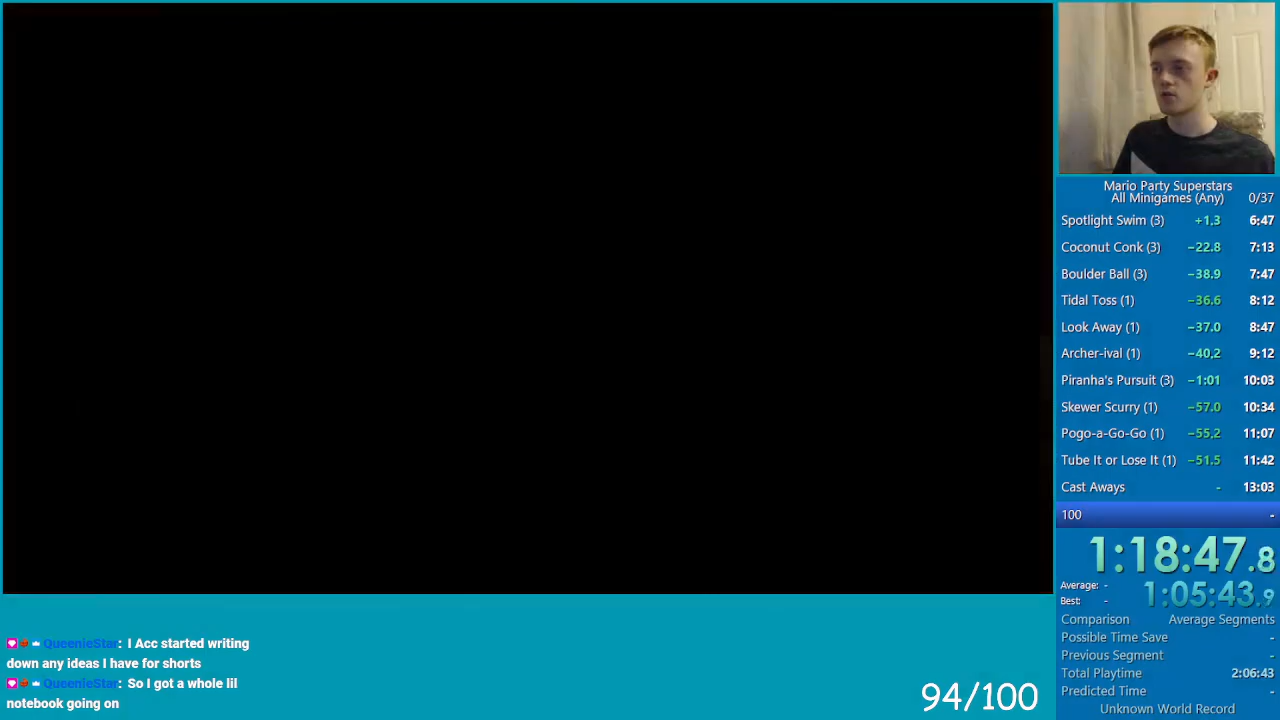 Mario Party Superstars
All Minigames (Any) 0/37
Spotlight Swim (3) +1.3 6:47
Coconut Conk (3) −22.8 7:13
Boulder Ball (3) −38.9 7:47
Tidal Toss (1) −36.6 8:12
Look Away (1) −37.0 8:47
Archer-ival (1) −40.2 9:12
Piranha's Pursuit (3) −1:01 10:03
Skewer Scurry (1) −57.0 10:34
Pogo-a-Go-Go (1) −55.2 11:07
Tube It or Lose It (1) −51.5 11:42
Cast Aways - 13:03
100 -
1:18:47.8
Average: -
Best: - 1:05:43.9
Comparison Average Segments
Possible Time Save -
Previous Segment -
Total Playtime 2:06:43
Predicted Time -
Unknown World Record
QueenieStar: I Acc started writing
down any ideas I have for shorts
QueenieStar: So I got a whole lil
notebook going on
94/100